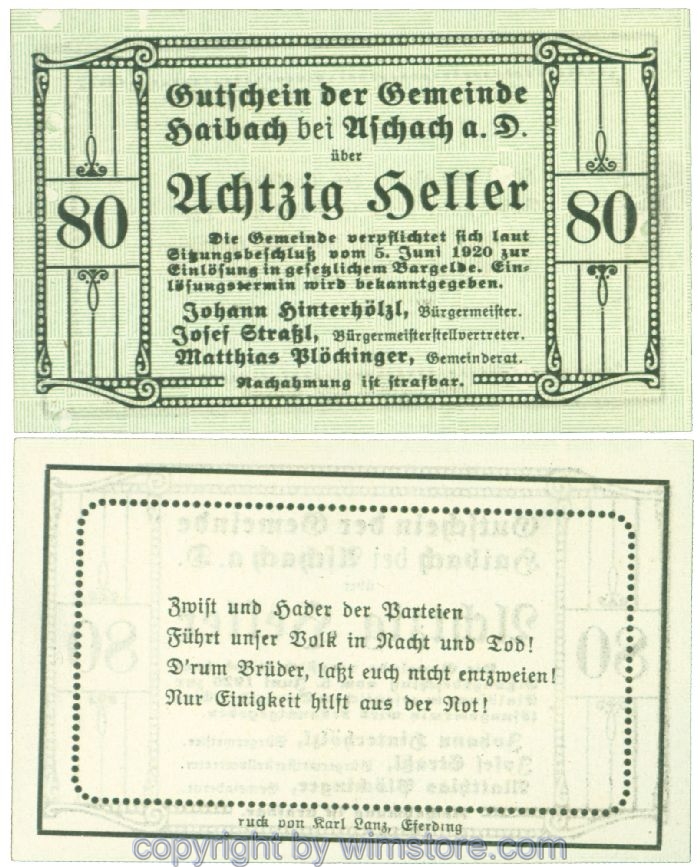 Gutschein der Gemeinde
Haibach bei Aschach a. D.
über
Achtzig Heller
80
80
Die Gemeinde verpflichtet sich laut
Sitzungsbeschluß vom 5. Juni 1920 zur
Einlösung in gesetzlichem Bargelde. Ein-
lösungstermin wird bekanntgegeben.
Johann Hinterhölzl, Bürgermeister.
Josef Straßl, Bürgermeisterstellvertreter.
Matthias Plöckinger, Gemeinderat.
Nachahmung ist strafbar.
Zwist und Hader der Parteien
Führt unser Volk in Nacht und Tod!
D'rum Brüder, laßt euch nicht entzweien!
Nur Einigkeit hilft aus der Not!
ruck von Karl Lanz, Eferding
copyright by wimstore.com